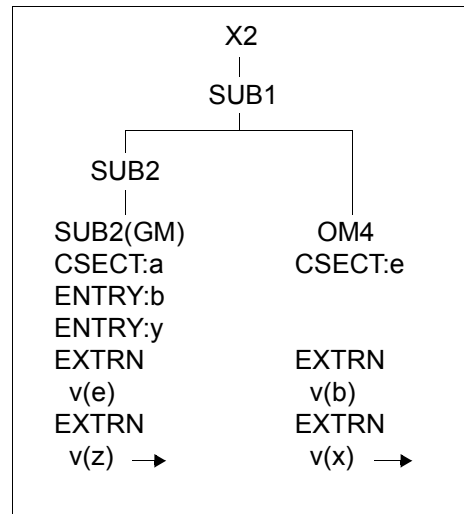 X2
SUB1
SUB2
SUB2(GM) OM4
CSECT:a CSECT:e
ENTRY:b
ENTRY:y
EXTRN EXTRN
v(e) v(b)
EXTRN EXTRN
v(z) v(x)